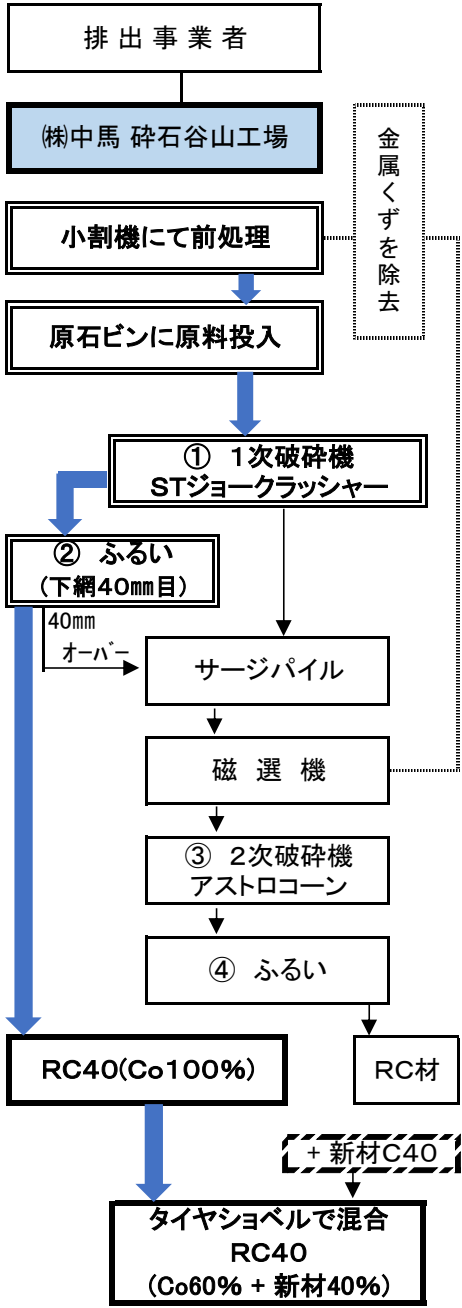 排 出 事 業 者
㈱中馬 砕石谷山工場
金属くずを除去
小割機にて前処理
原石ビンに原料投入
① 1次破砕機
STジョークラッシャー
② ふるい
(下網40㎜目)
40mm
オーバー
サージパイル
磁 選 機
③ 2次破砕機
アストロコーン
④ ふるい
RC40(Co100%)
RC材
+ 新材C40
タイヤショベルで混合
RC40
(Co60% + 新材40%)